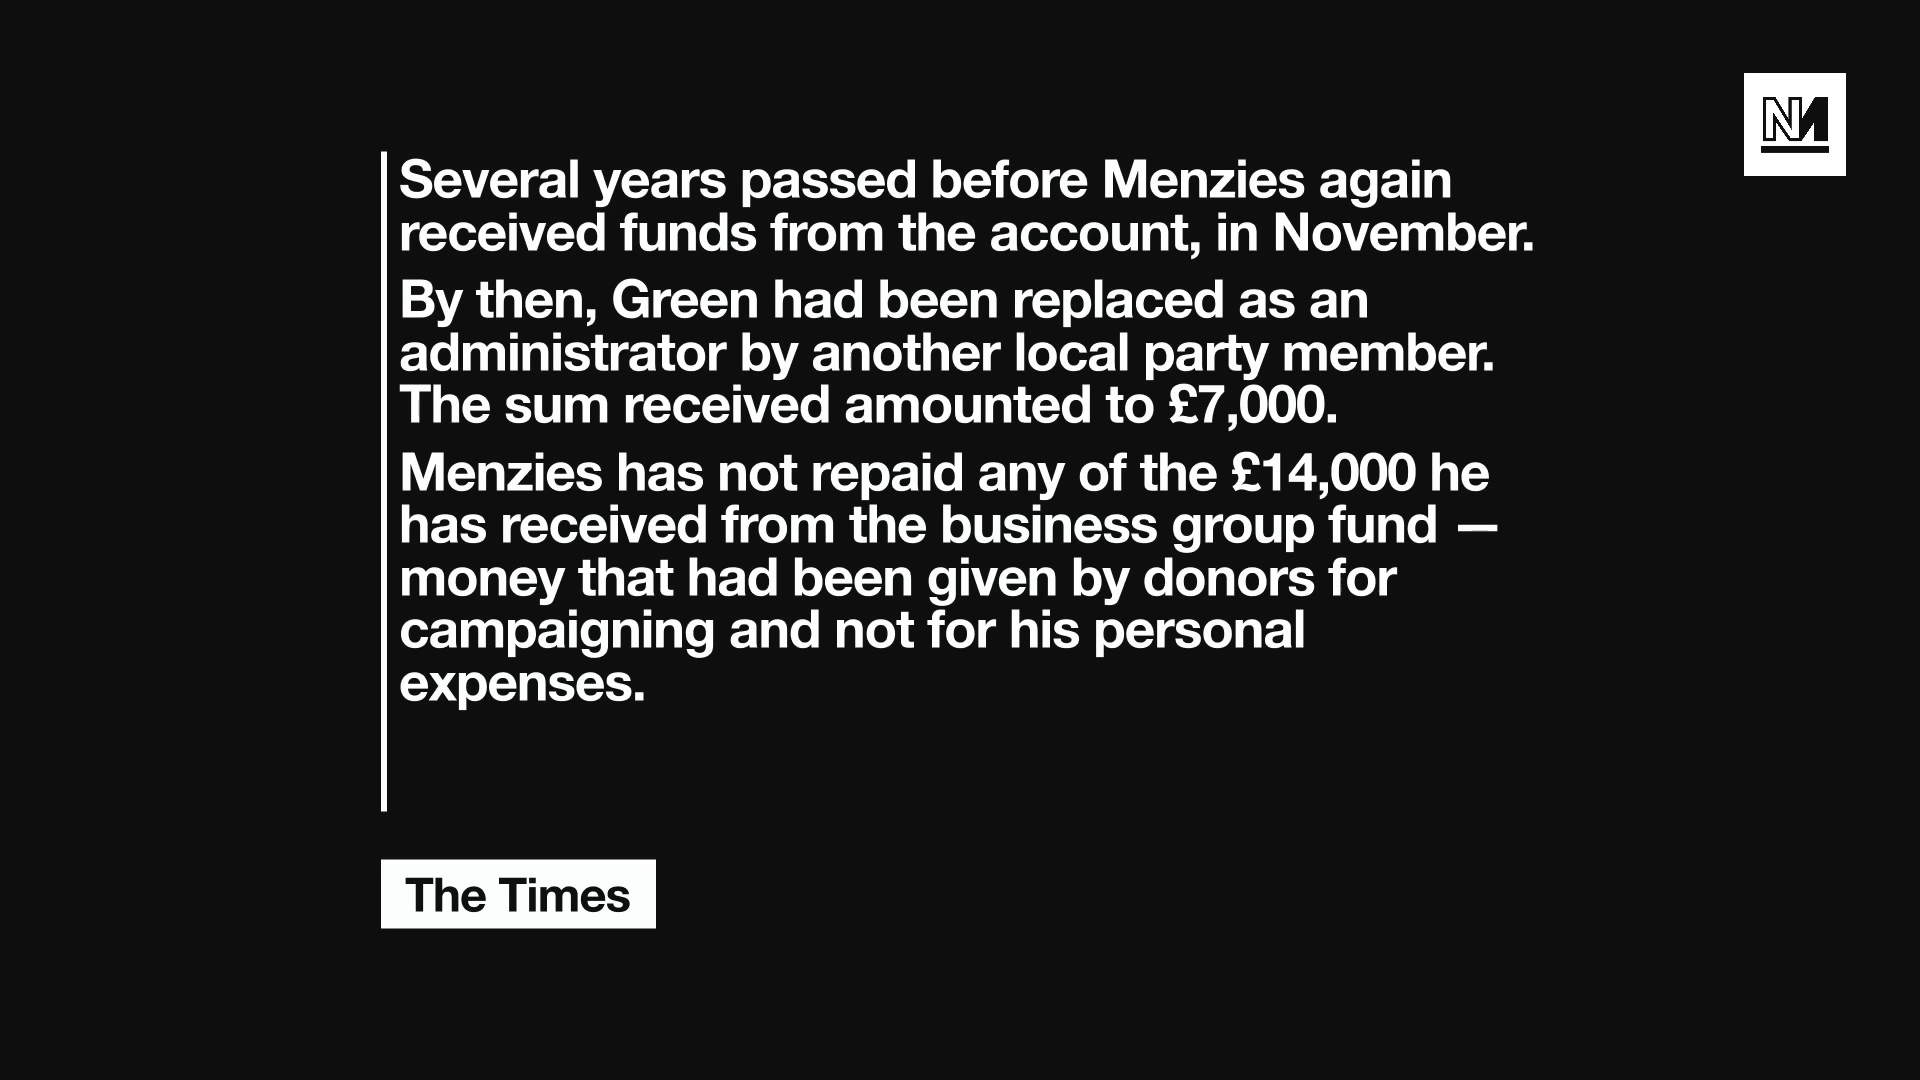 NM
Several years passed before Menzies again
received funds from the account, in November.
By then, Green had been replaced as an
administrator by another local party member.
The sum received amounted to £7,000.
Menzies has not repaid any of the £14,000 he
has received from the business group fund —
money that had been given by donors for
campaigning and not for his personal
expenses.
The Times